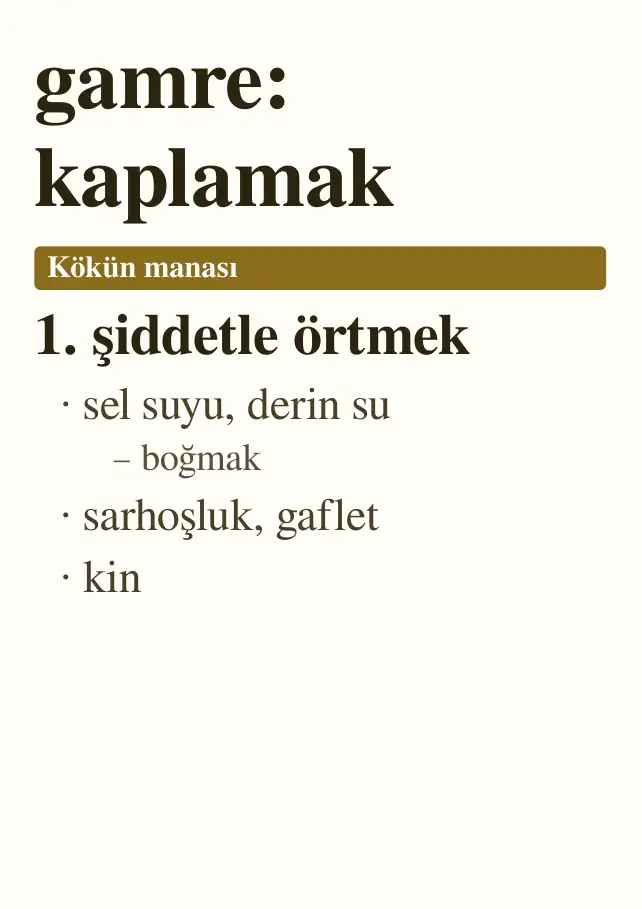 gamre:
kaplamak
Kökün manası
1. şiddetle örtmek
· sel suyu, derin su
– boğmak
· sarhoşluk, gaflet
· kin